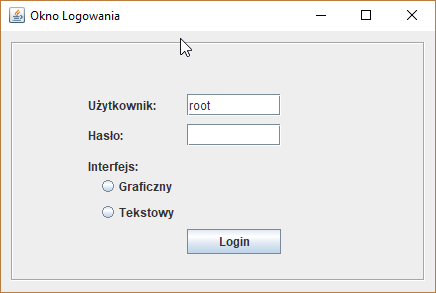 Okno Logowania
Użytkownik: root
Hasło:
Interfejs:
Graficzny
Tekstowy
Login